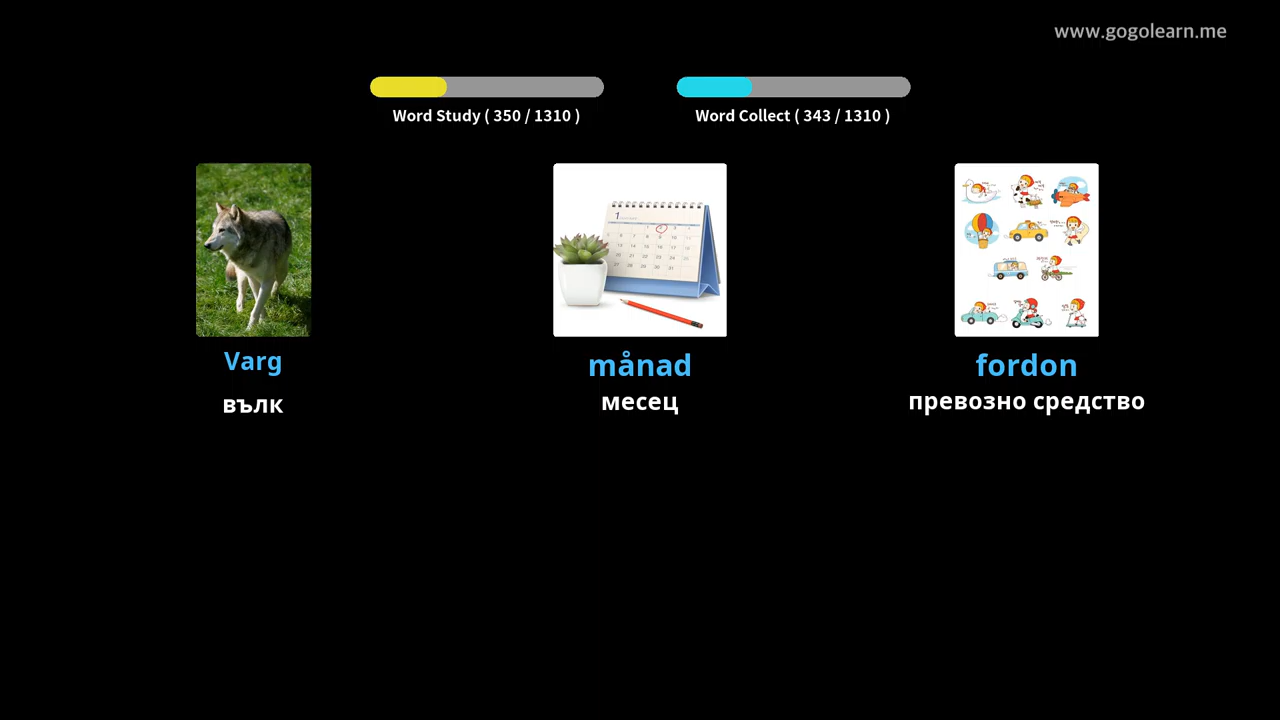 www.gogolearn.me
Word Study ( 350 / 1310 )
Word Collect ( 343 / 1310 )
Varg
månad
fordon
вълк
месец
превозно средство